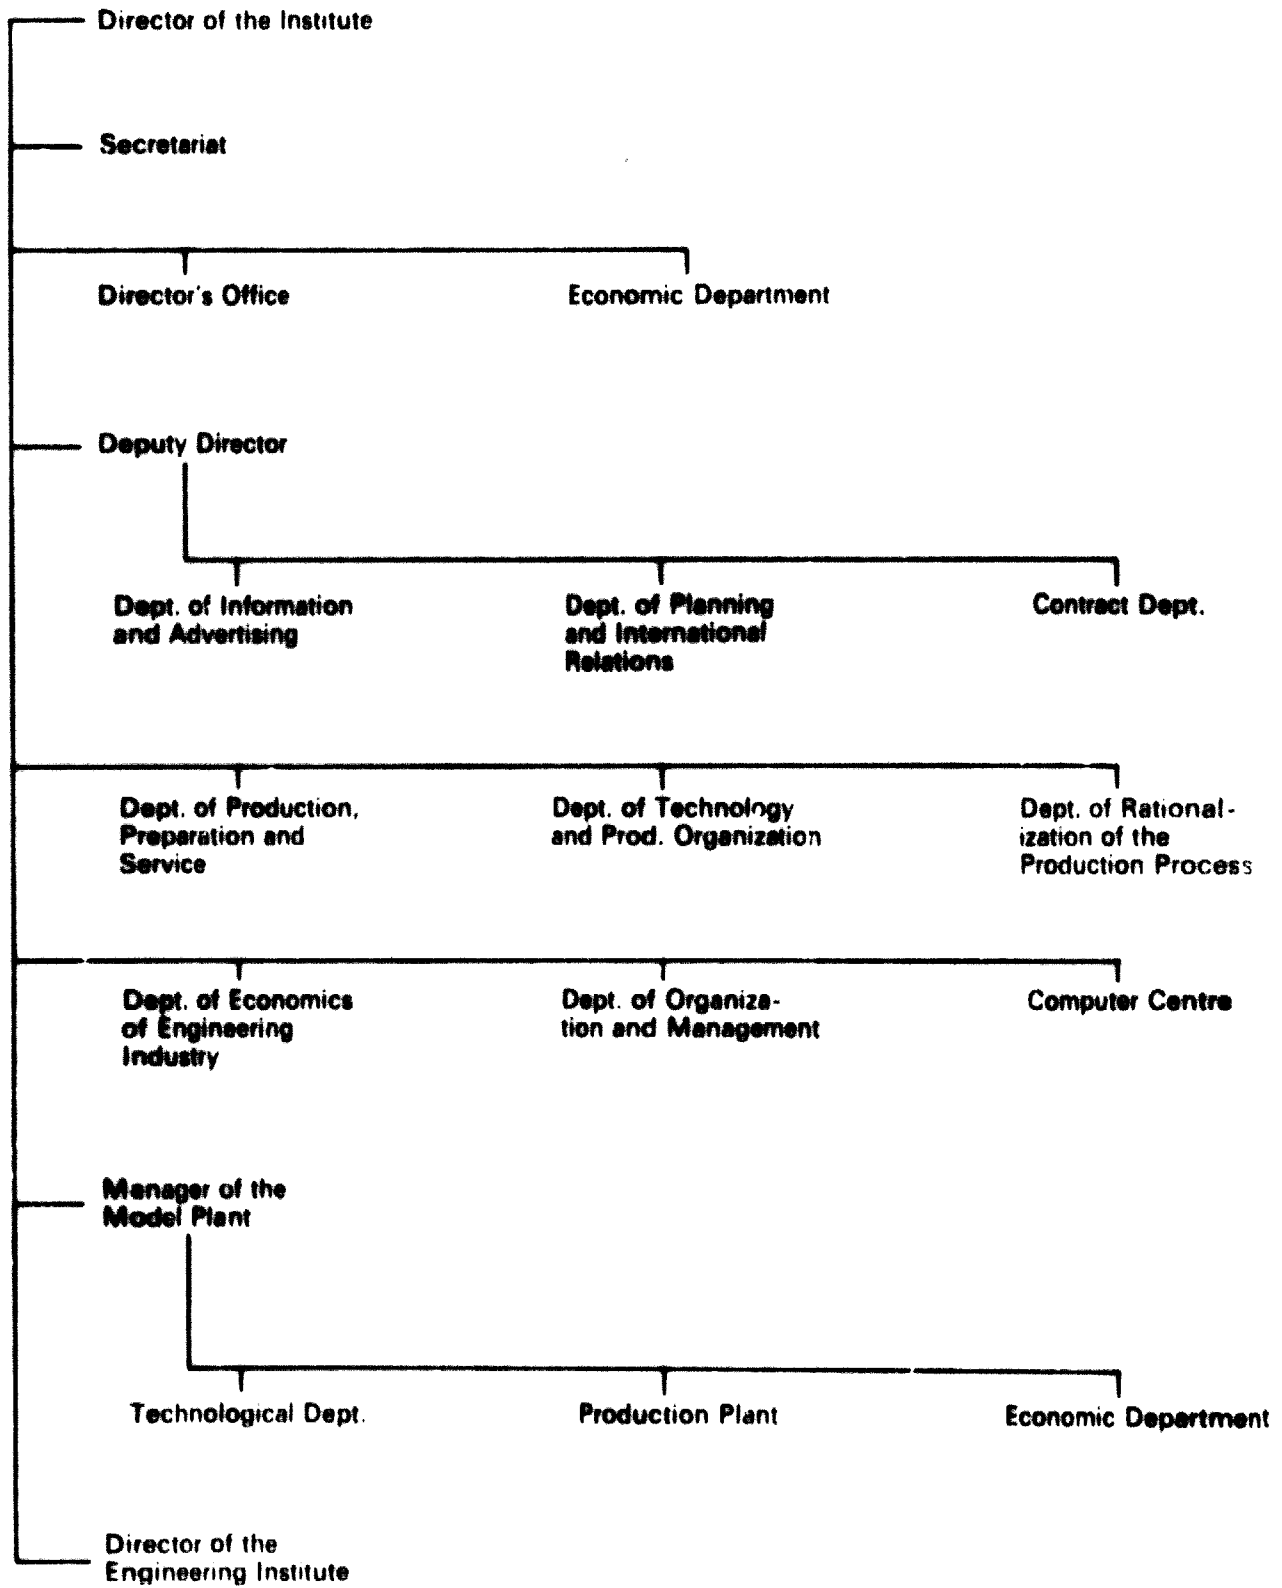 Director of the Institute
Secretariat
Director's Office
Economic Department
Deputy Director
Dept. of Information
and Advertising
Dept. of Planning
and International
Relations
Contract Dept.
Dept. of Production,
Preparation and
Service
Dept. of Technology
and Prod. Organization
Dept. of Rational-
ization of the
Production Process
Dept. of Economics
of Engineering
Industry
Dept. of Organiza-
tion and Management
Computer Centre
Manager of the
Model Plant
Technological Dept.
Production Plant
Economic Department
Director of the
Engineering Institute